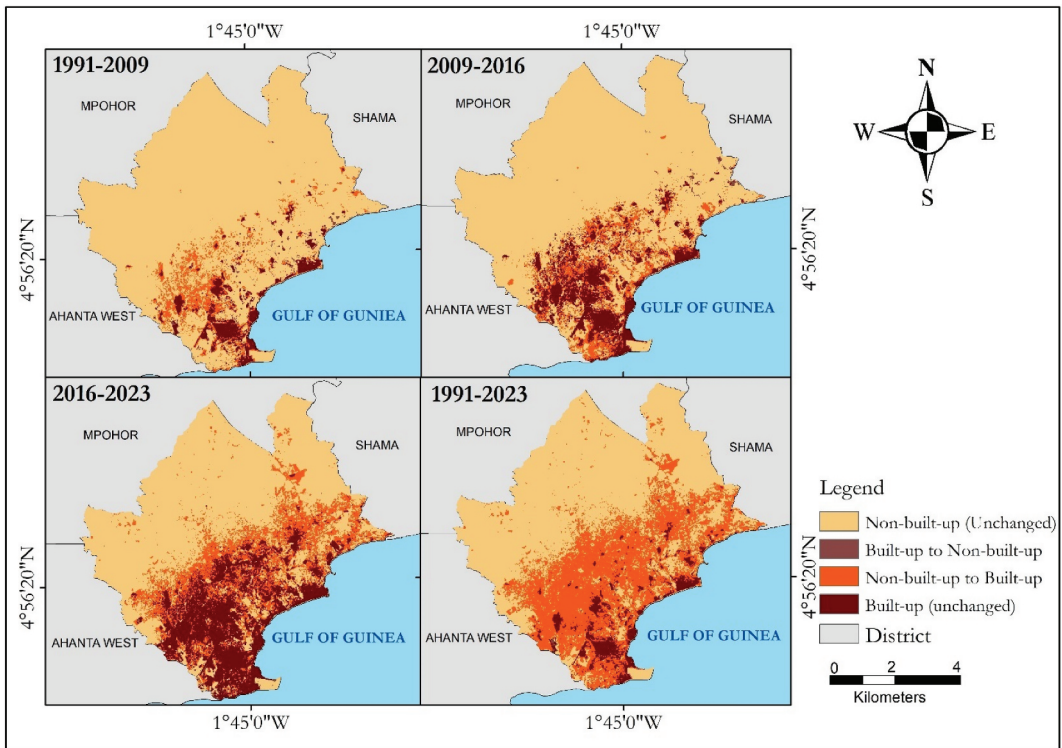 1°45'0"W
1°45'0"W
1991-2009
MPOHOR
SHAMA
AHANTA WEST
GULF OF GUNIEA
4°56'20"N
2009-2016
MPOHOR
SHAMA
AHANTA WEST
GULF OF GUINEA
4°56'20"N
N
W
E
S
2016-2023
MPOHOR
SHAMA
AHANTA WEST
GULF OF GUINEA
4°56'20"N
1991-2023
MPOHOR
SHAMA
AHANTA WEST
GULF OF GUINEA
4°56'20"N
1°45'0"W
1°45'0"W
Legend
Non-built-up (Unchanged)
Built-up to Non-built-up
Non-built-up to Built-up
Built-up (unchanged)
District
0 2 4
Kilometers